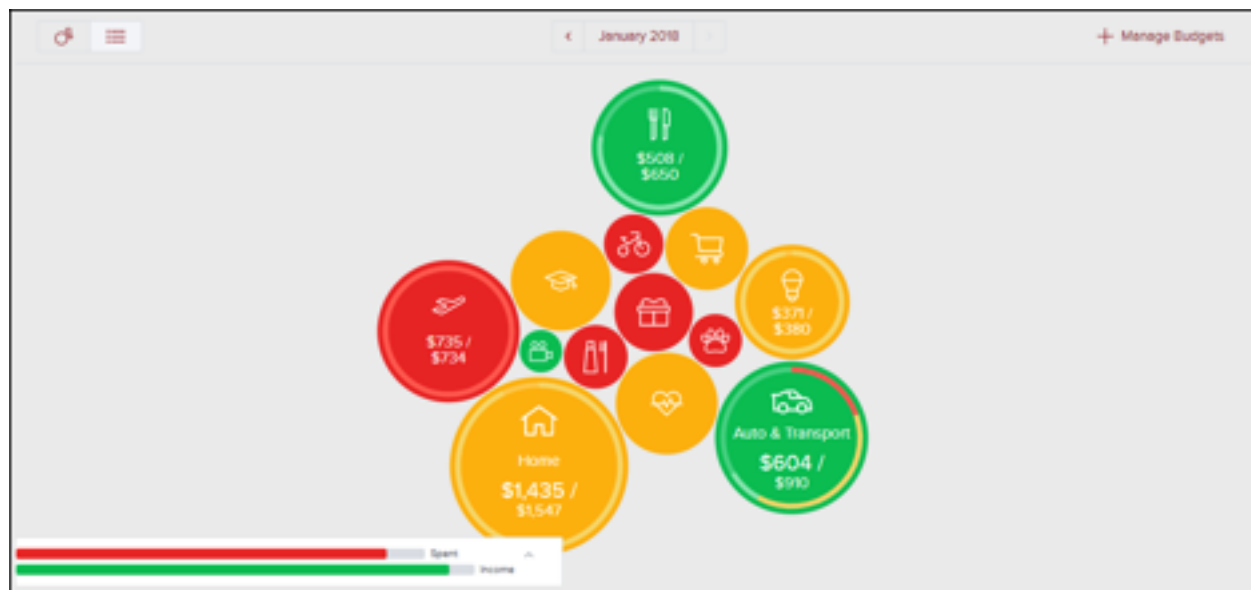 January 2018
Manage Budgets
$508 /
$650
$371 /
$380
$735 /
$734
Auto & Transport
$604 /
$910
Home
$1,435 /
$1,547
Spent
Income